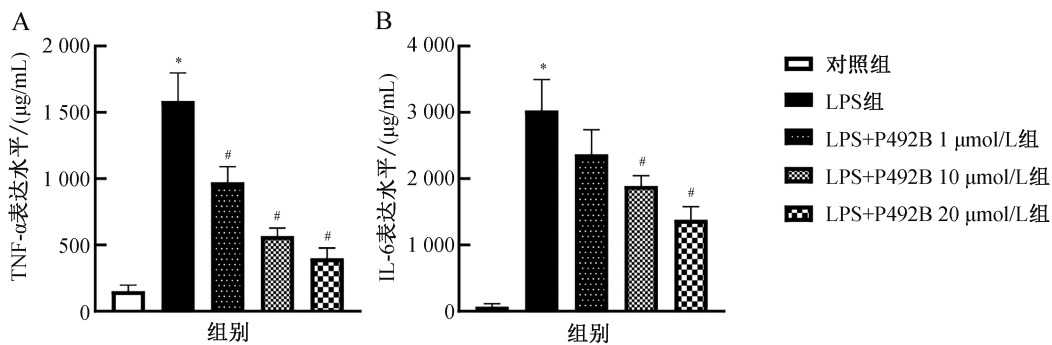 A
TNF-α表达水平/(μg/mL)
2 000
1 500
1 000
500
0
*
#
#
#
组别
B
IL-6表达水平/(μg/mL)
4 000
3 000
2 000
1 000
0
*
#
#
组别
对照组
LPS组
LPS+P492B 1 μmol/L组
LPS+P492B 10 μmol/L组
LPS+P492B 20 μmol/L组